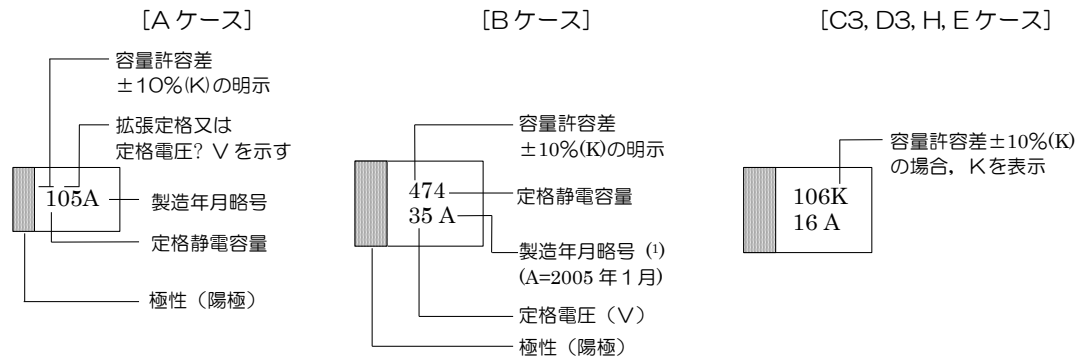 [Aケース]
容量許容差
±10%(K)の明示
拡張定格又は
定格電圧? Vを示す
105A
製造年月略号
定格静電容量
極性（陽極）
[Bケース]
容量許容差
±10%(K)の明示
474
35 A
定格静電容量
製造年月略号 (1)
(A=2005年1月)
定格電圧（V）
極性（陽極）
[C3, D3, H, Eケース]
容量許容差±10%(K)
の場合，Kを表示
106K
16 A